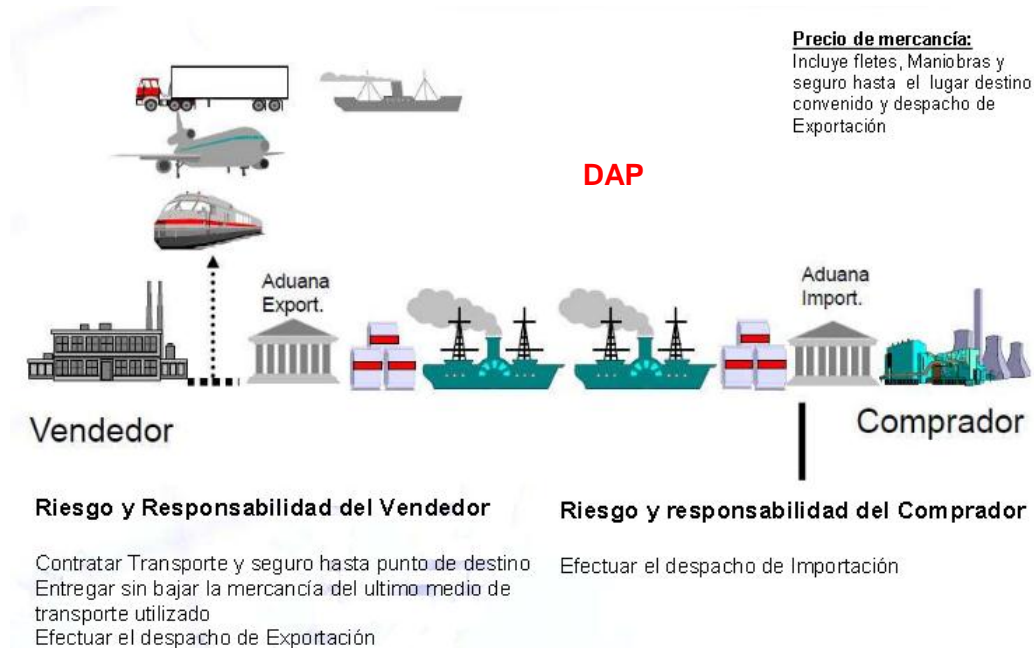 Precio de mercancía:
Incluye fletes, Maniobras y
seguro hasta el lugar destino
convenido y despacho de
Exportación
DAP
Aduana
Export.
Aduana
Import.
Vendedor
Comprador
Riesgo y Responsabilidad del Vendedor
Contratar Transporte y seguro hasta punto de destino
Entregar sin bajar la mercancía del ultimo medio de
transporte utilizado
Efectuar el despacho de Exportación
Riesgo y responsabilidad del Comprador
Efectuar el despacho de Importación